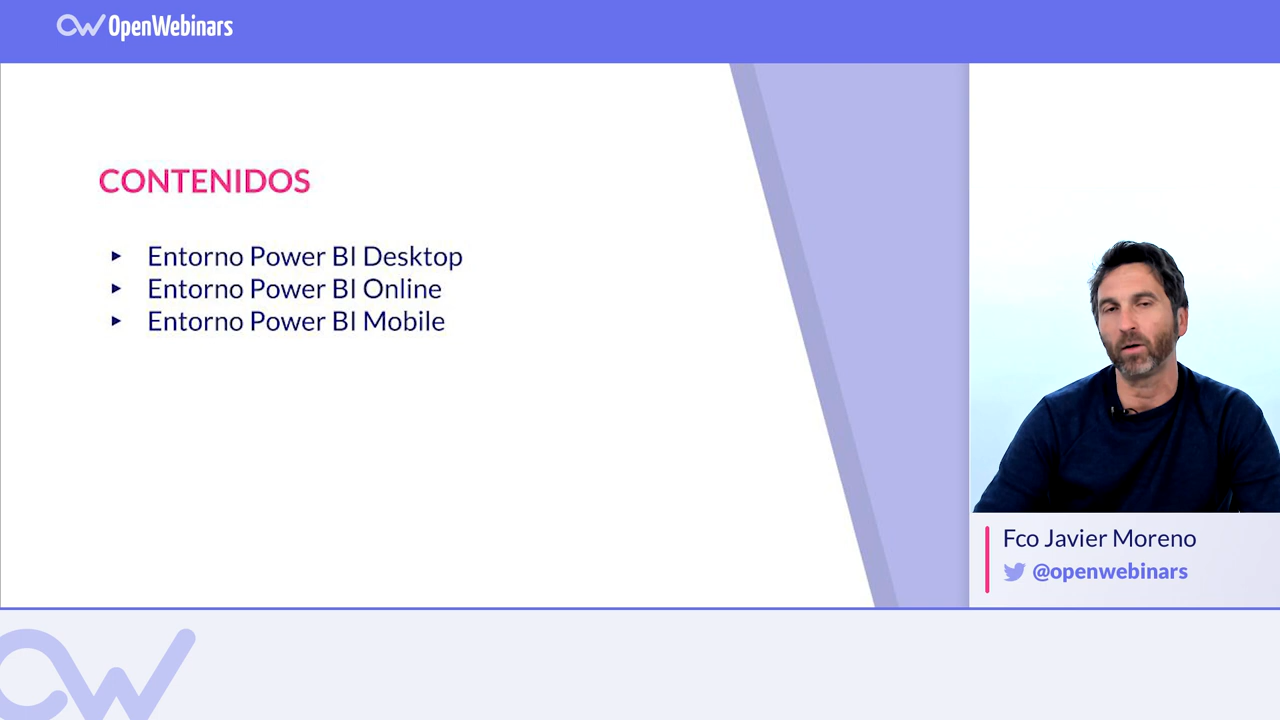 OpenWebinars
CONTENIDOS
▸ Entorno Power BI Desktop
▸ Entorno Power BI Online
▸ Entorno Power BI Mobile
Fco Javier Moreno
@openwebinars